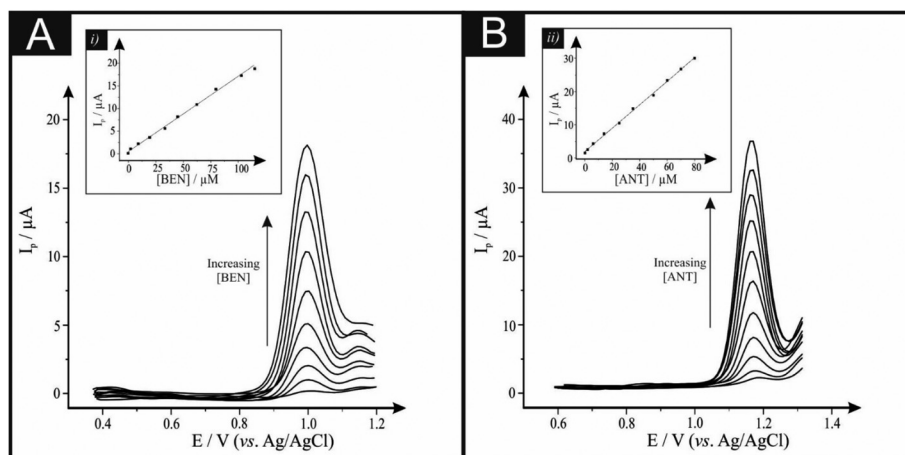 A
i)
20
15
10
5
0
I_p / µA
0
25
50
75
100
[BEN] / µM
20
15
10
5
0
I_p / µA
Increasing
[BEN]
0.4
0.6
0.8
1.0
1.2
E / V (vs. Ag/AgCl)
B
ii)
30
20
10
0
I_p / µA
0
20
40
60
80
[ANT] / µM
40
30
20
10
0
I_p / µA
Increasing
[ANT]
0.6
0.8
1.0
1.2
1.4
E / V (vs. Ag/AgCl)